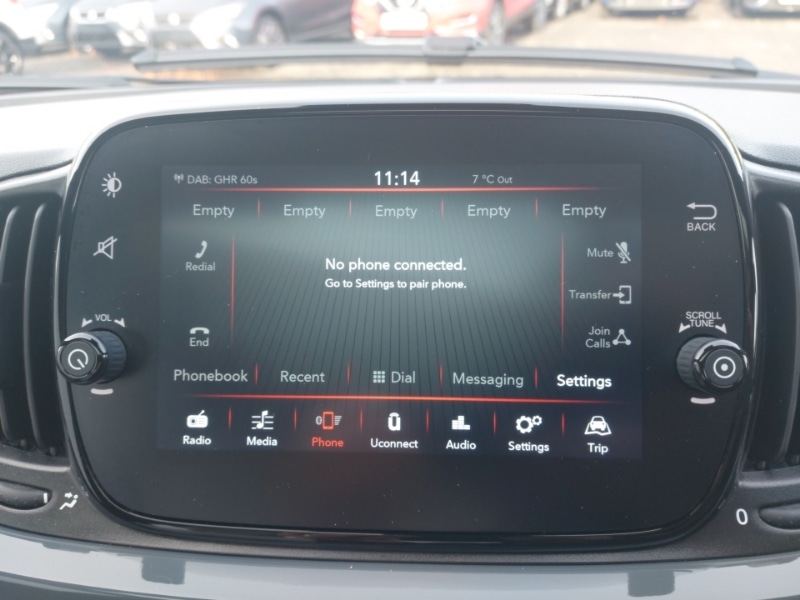 DAB: GHR 60s 11:14 7 °C Out
Empty Empty Empty Empty Empty
Redial
No phone connected.
Go to Settings to pair phone.
Mute
Transfer
End
Join
Calls
Phonebook Recent Dial Messaging Settings
Radio Media Phone Uconnect Audio Settings Trip
VOL
BACK
SCROLL
TUNE
0